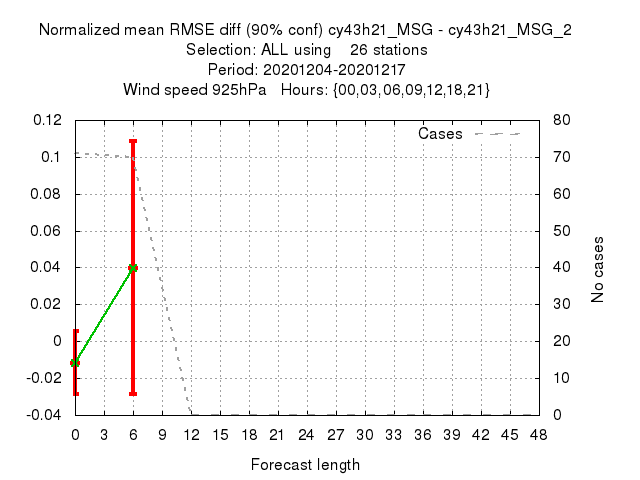 Normalized mean RMSE diff (90% conf) cy43h21_MSG - cy43h21_MSG_2
Selection: ALL using    26 stations
Period: 20201204-20201217
Wind speed 925hPa   Hours: {00,03,06,09,12,18,21}
Cases
0.12
0.1
0.08
0.06
0.04
0.02
0
-0.02
-0.04
80
70
60
50
40
30
20
10
0
No cases
0 3 6 9 12 15 18 21 24 27 30 33 36 39 42 45 48
Forecast length